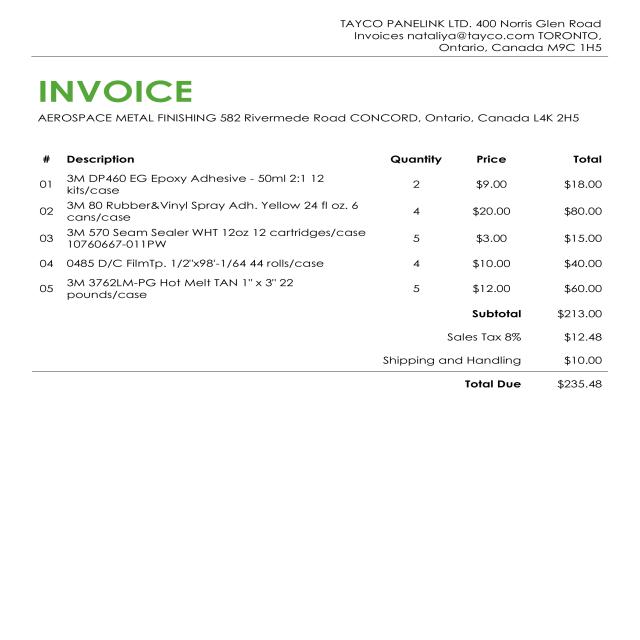 TAYCO PANELINK LTD. 400 Norris Glen Road
Invoices nataliya@tayco.com TORONTO,
Ontario, Canada M9C 1H5
INVOICE
AEROSPACE METAL FINISHING 582 Rivermede Road CONCORD, Ontario, Canada L4K 2H5
# Description Quantity Price Total
01 3M DP460 EG Epoxy Adhesive - 50ml 2:1 12 2 $9.00 $18.00
kits/case
02 3M 80 Rubber&Vinyl Spray Adh. Yellow 24 fl oz. 6 4 $20.00 $80.00
cans/case
03 3M 570 Seam Sealer WHT 12oz 12 cartridges/case 5 $3.00 $15.00
10760667-011PW
04 0485 D/C FilmTp. 1/2"x98'-1/64 44 rolls/case 4 $10.00 $40.00
05 3M 3762LM-PG Hot Melt TAN 1" x 3" 22 5 $12.00 $60.00
pounds/case
Subtotal $213.00
Sales Tax 8% $12.48
Shipping and Handling $10.00
Total Due $235.48